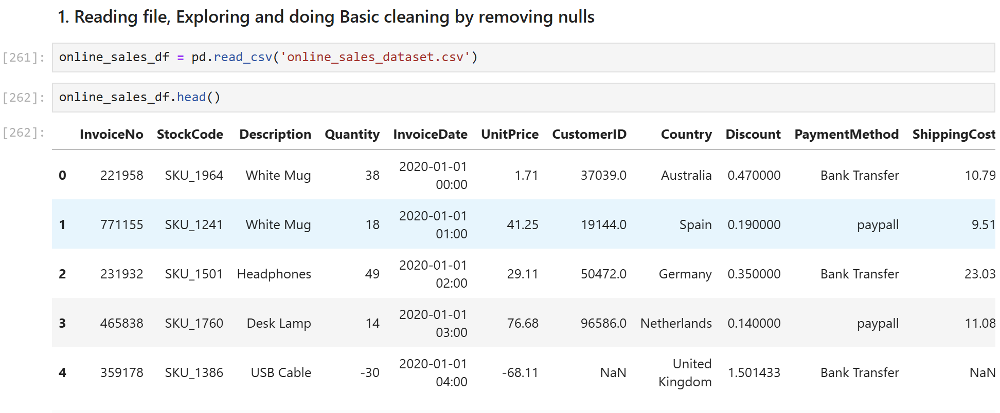 1. Reading file, Exploring and doing Basic cleaning by removing nulls
[261]: online_sales_df = pd.read_csv('online_sales_dataset.csv')
[262]: online_sales_df.head()
[262]:
InvoiceNo StockCode Description Quantity InvoiceDate UnitPrice CustomerID Country Discount PaymentMethod ShippingCost
0 221958 SKU_1964 White Mug 38 2020-01-01 00:00 1.71 37039.0 Australia 0.470000 Bank Transfer 10.79
1 771155 SKU_1241 White Mug 18 2020-01-01 01:00 41.25 19144.0 Spain 0.190000 paypall 9.51
2 231932 SKU_1501 Headphones 49 2020-01-01 02:00 29.11 50472.0 Germany 0.350000 Bank Transfer 23.03
3 465838 SKU_1760 Desk Lamp 14 2020-01-01 03:00 76.68 96586.0 Netherlands 0.140000 paypall 11.08
4 359178 SKU_1386 USB Cable -30 2020-01-01 04:00 -68.11 NaN United Kingdom 1.501433 Bank Transfer NaN